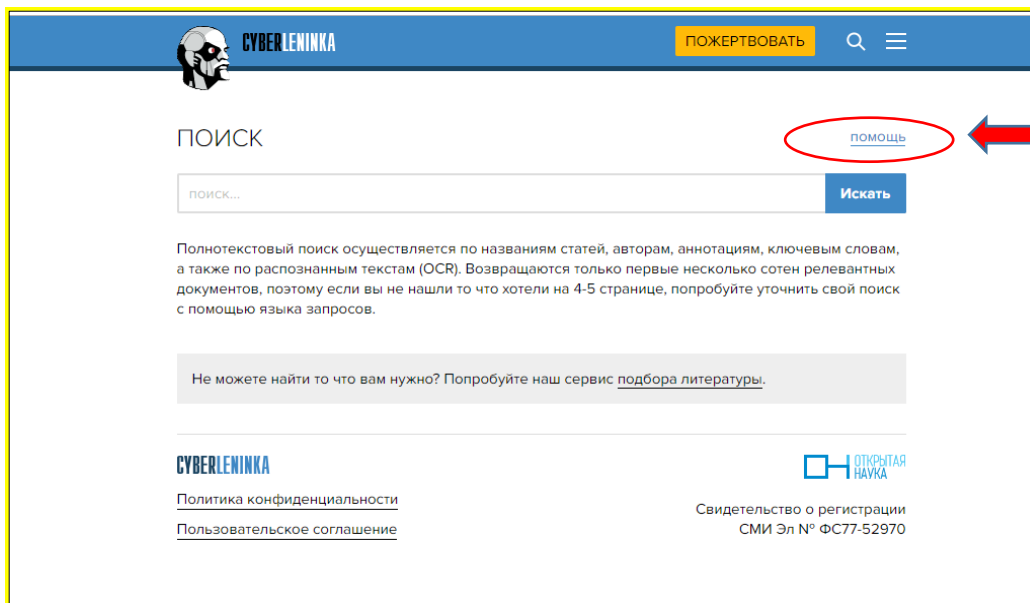 CYBERLENINKA
ПОЖЕРТВОВАТЬ
ПОИСК
помощь
поиск...
Искать
Полнотекстовый поиск осуществляется по названиям статей, авторам, аннотациям, ключевым словам,
а также по распознанным текстам (OCR). Возвращаются только первые несколько сотен релевантных
документов, поэтому если вы не нашли то что хотели на 4-5 странице, попробуйте уточнить свой поиск
с помощью языка запросов.
Не можете найти то что вам нужно? Попробуйте наш сервис подбора литературы.
CYBERLENINKA
Политика конфиденциальности
Пользовательское соглашение
ОТКРЫТАЯ
НАУКА
Свидетельство о регистрации
СМИ Эл № ФС77-52970